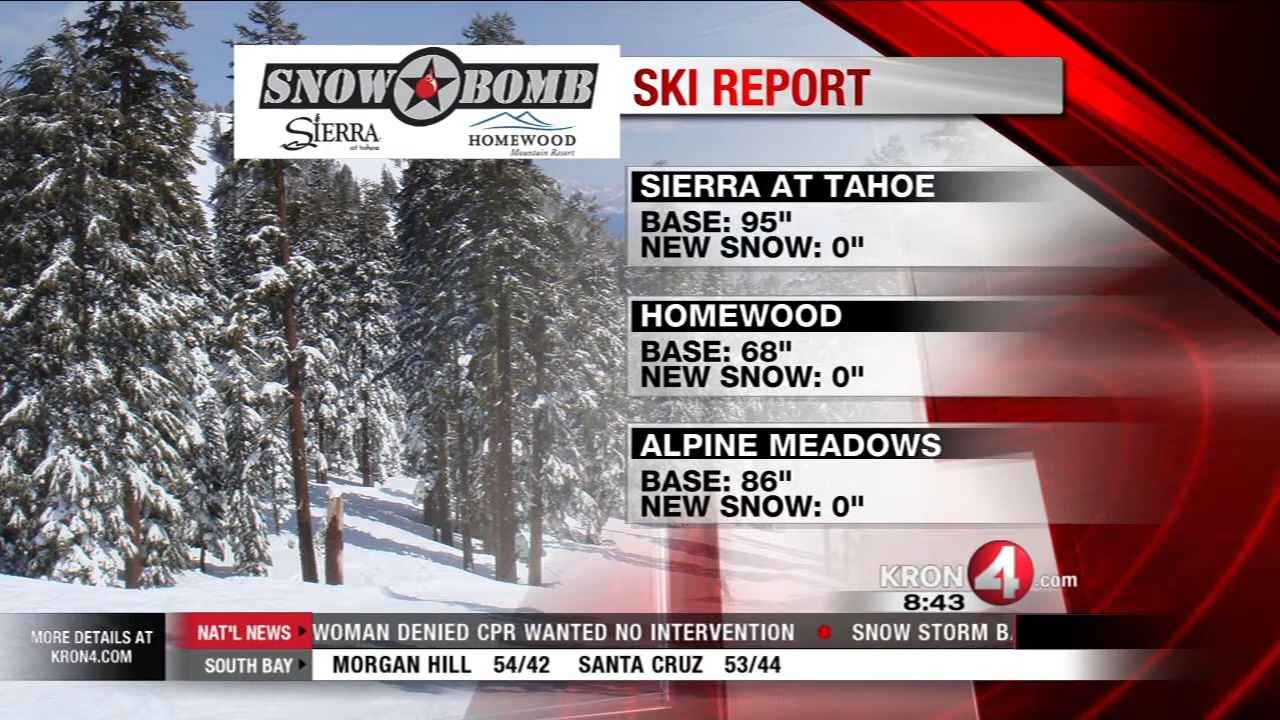 SNOW BOMB
SIERRA
at tahoe
HOMEWOOD
Mountain Resort
SKI REPORT
SIERRA AT TAHOE
BASE: 95"
NEW SNOW: 0"
HOMEWOOD
BASE: 68"
NEW SNOW: 0"
ALPINE MEADOWS
BASE: 86"
NEW SNOW: 0"
KRON 4.com
8:43
MORE DETAILS AT
KRON4.COM
NAT'L NEWS WOMAN DENIED CPR WANTED NO INTERVENTION SNOW STORM
SOUTH BAY MORGAN HILL 54/42 SANTA CRUZ 53/44